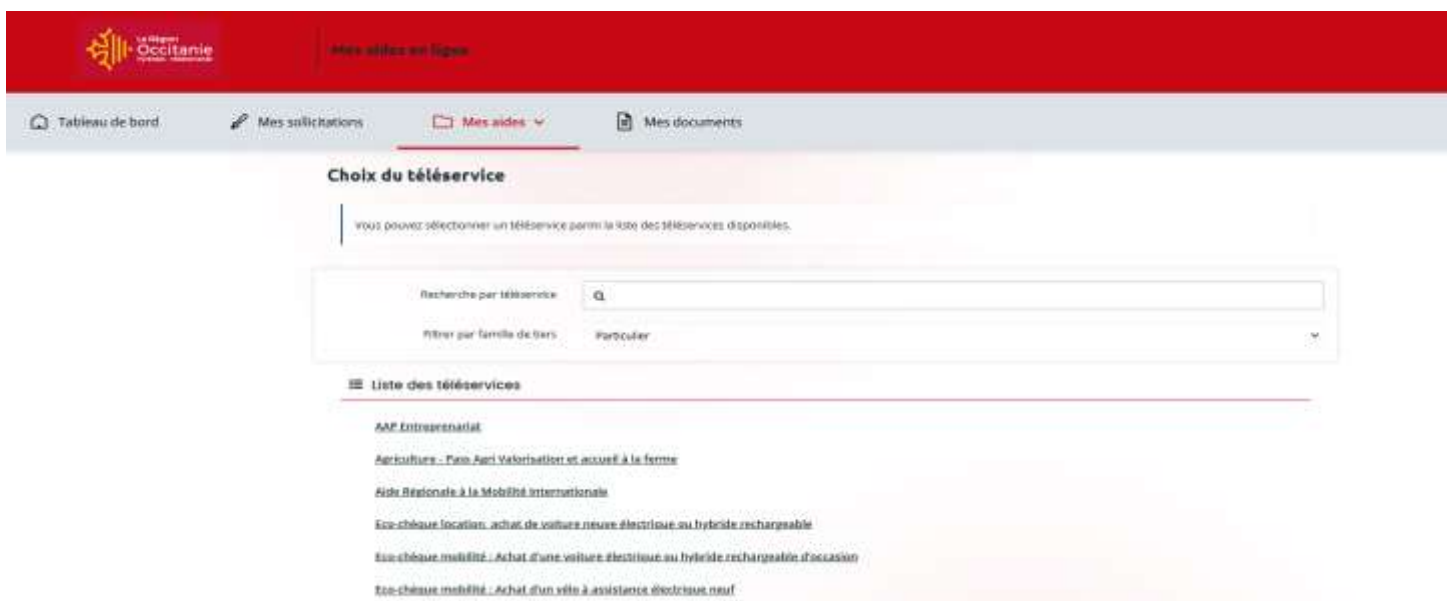 La Région
Occitanie
Pyrénées - Méditerranée
Mes aides en ligne
Tableau de bord
Mes sollicitations
Mes aides
Mes documents
Choix du téléservice
Vous pouvez sélectionner un téléservice parmi la liste des téléservices disponibles.
Recherche par téléservice
Filtrer par famille de tiers
Particulier
Liste des téléservices
AAP Entreprenariat
Agriculture - Pass Agri Valorisation et accueil à la ferme
Aide Régionale à la Mobilité Internationale
Eco-chèque location, achat de voiture neuve électrique ou hybride rechargeable
Eco-chèque mobilité : Achat d'une voiture électrique ou hybride rechargeable d'occasion
Eco-chèque mobilité : Achat d'un vélo à assistance électrique neuf